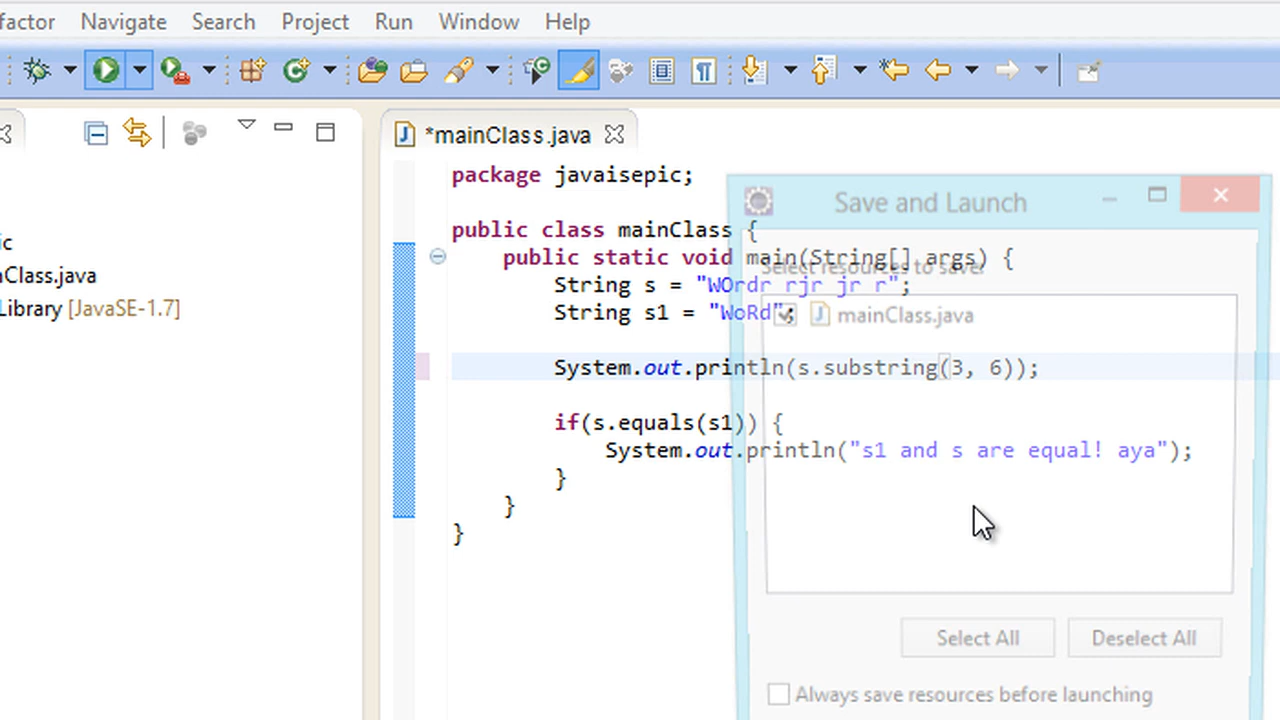 factor Navigate Search Project Run Window Help
*mainClass.java
package javaisepic;
Save and Launch
ic
public class mainClass {
public static void main(String[] args) {
Select resources to save:
Class.java
String s = "WOrdr rjr jr r";
Library [JavaSE-1.7]
String s1 = "WoRd";
mainClass.java
System.out.println(s.substring(3, 6));
if(s.equals(s1)) {
System.out.println("s1 and s are equal! aya");
}
}
}
Select All Deselect All
Always save resources before launching